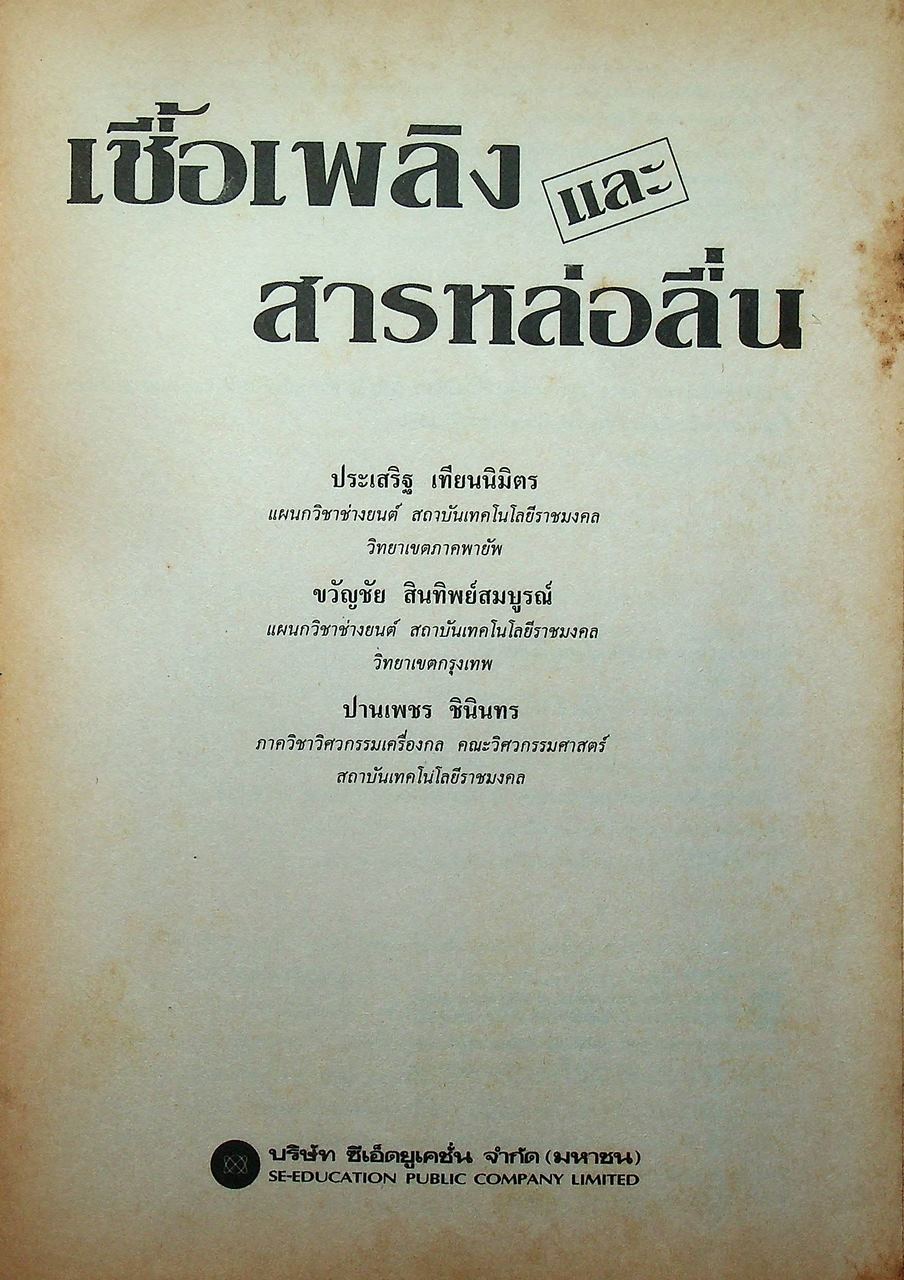 เชื้อเพลิง และ
สารหล่อลื่น
ประเสริฐ เทียนนิมิตร
แผนกวิชาช่างยนต์ สถาบันเทคโนโลยีราชมงคล
วิทยาเขตภาคพายัพ
ขวัญชัย สินทิพย์สมบูรณ์
แผนกวิชาช่างยนต์ สถาบันเทคโนโลยีราชมงคล
วิทยาเขตกรุงเทพ
ปานเพชร ชินินทร
ภาควิชาวิศวกรรมเครื่องกล คณะวิศวกรรมศาสตร์
สถาบันเทคโนโลยีราชมงคล
บริษัท ซีเอ็ดยูเคชั่น จำกัด (มหาชน)
SE-EDUCATION PUBLIC COMPANY LIMITED